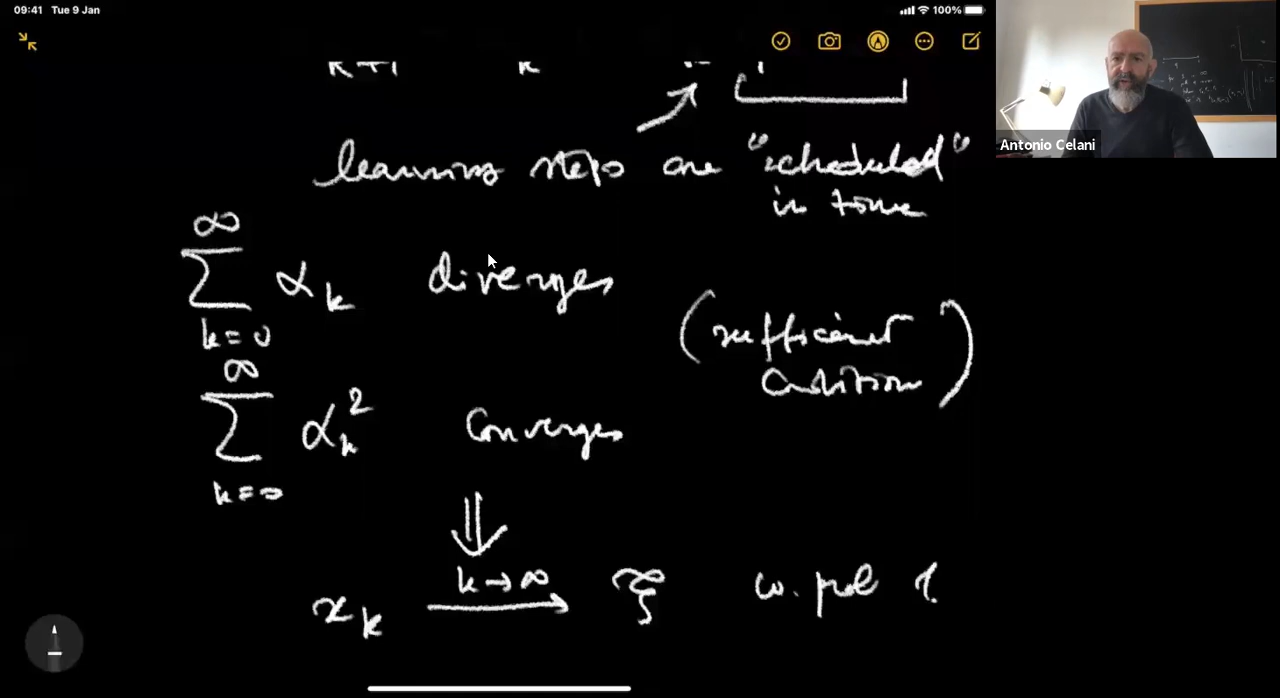 09:41 Tue 9 Jan
100%
k+1 k
learning steps are "scheduled"
in time
∞
∑ α_k diverges
k=0
(sufficient
condition)
∞
∑ α_k² converges
k=0
⇓
x_k k→∞ ξ w. prob 1
Antonio Celani